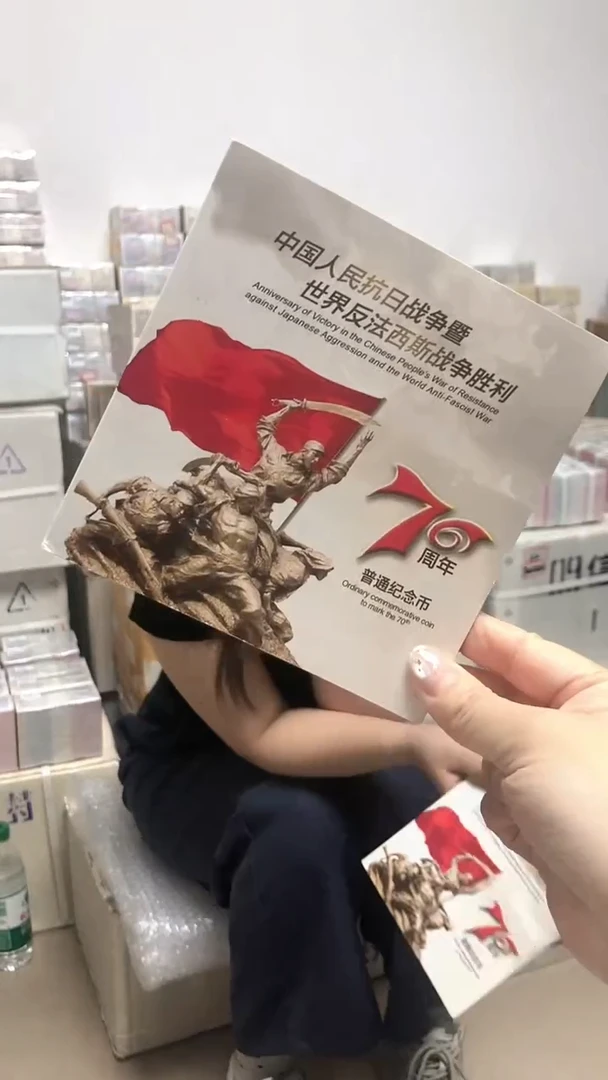 中国人民抗日战争暨
世界反法西斯战争胜利
Anniversary of Victory in the Chinese People's War of Resistance
against Japanese Aggression and the World Anti-Fascist War
70
周年
普通纪念币
Ordinary commemorative coin
to mark the 70th